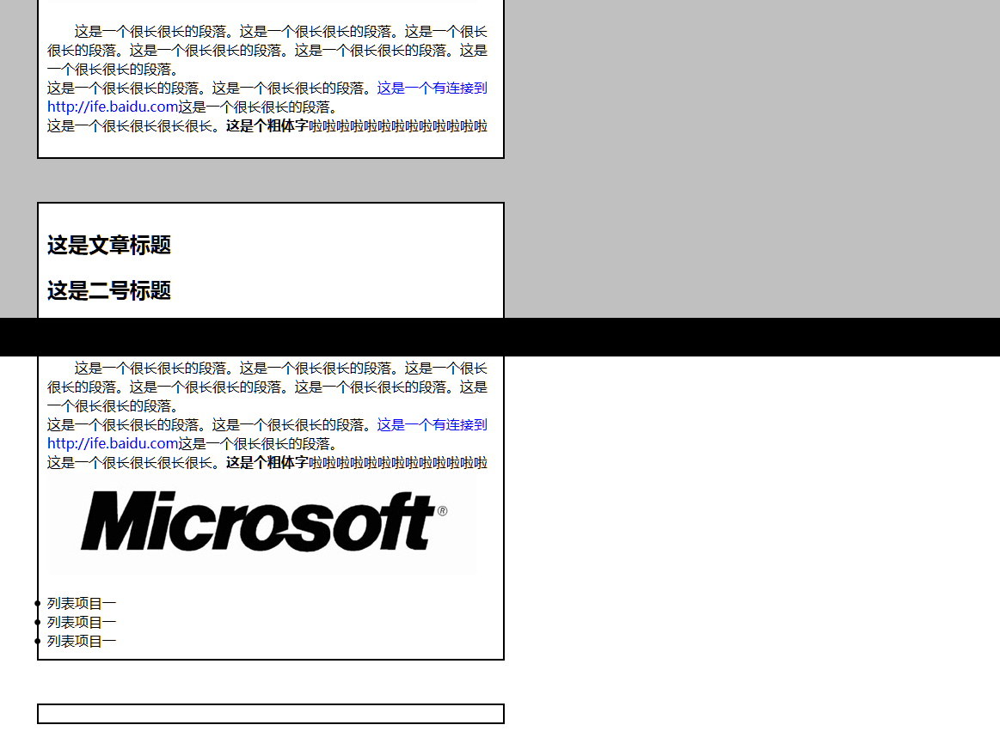 这是一个很长很长的段落。这是一个很长很长的段落。这是一个很长
很长的段落。这是一个很长很长的段落。这是一个很长很长的段落。这是
一个很长很长的段落。
这是一个很长很长的段落。这是一个很长很长的段落。这是一个有连接到
http://ife.baidu.com这是一个很长很长的段落。
这是一个很长很长很长很长。这是个粗体字啦啦啦啦啦啦啦啦啦啦啦啦啦
这是文章标题
这是二号标题
这是一个很长很长的段落。这是一个很长很长的段落。这是一个很长
很长的段落。这是一个很长很长的段落。这是一个很长很长的段落。这是
一个很长很长的段落。
这是一个很长很长的段落。这是一个很长很长的段落。这是一个有连接到
http://ife.baidu.com这是一个很长很长的段落。
这是一个很长很长很长很长。这是个粗体字啦啦啦啦啦啦啦啦啦啦啦啦啦
Microsoft®
列表项目一
列表项目一
列表项目一